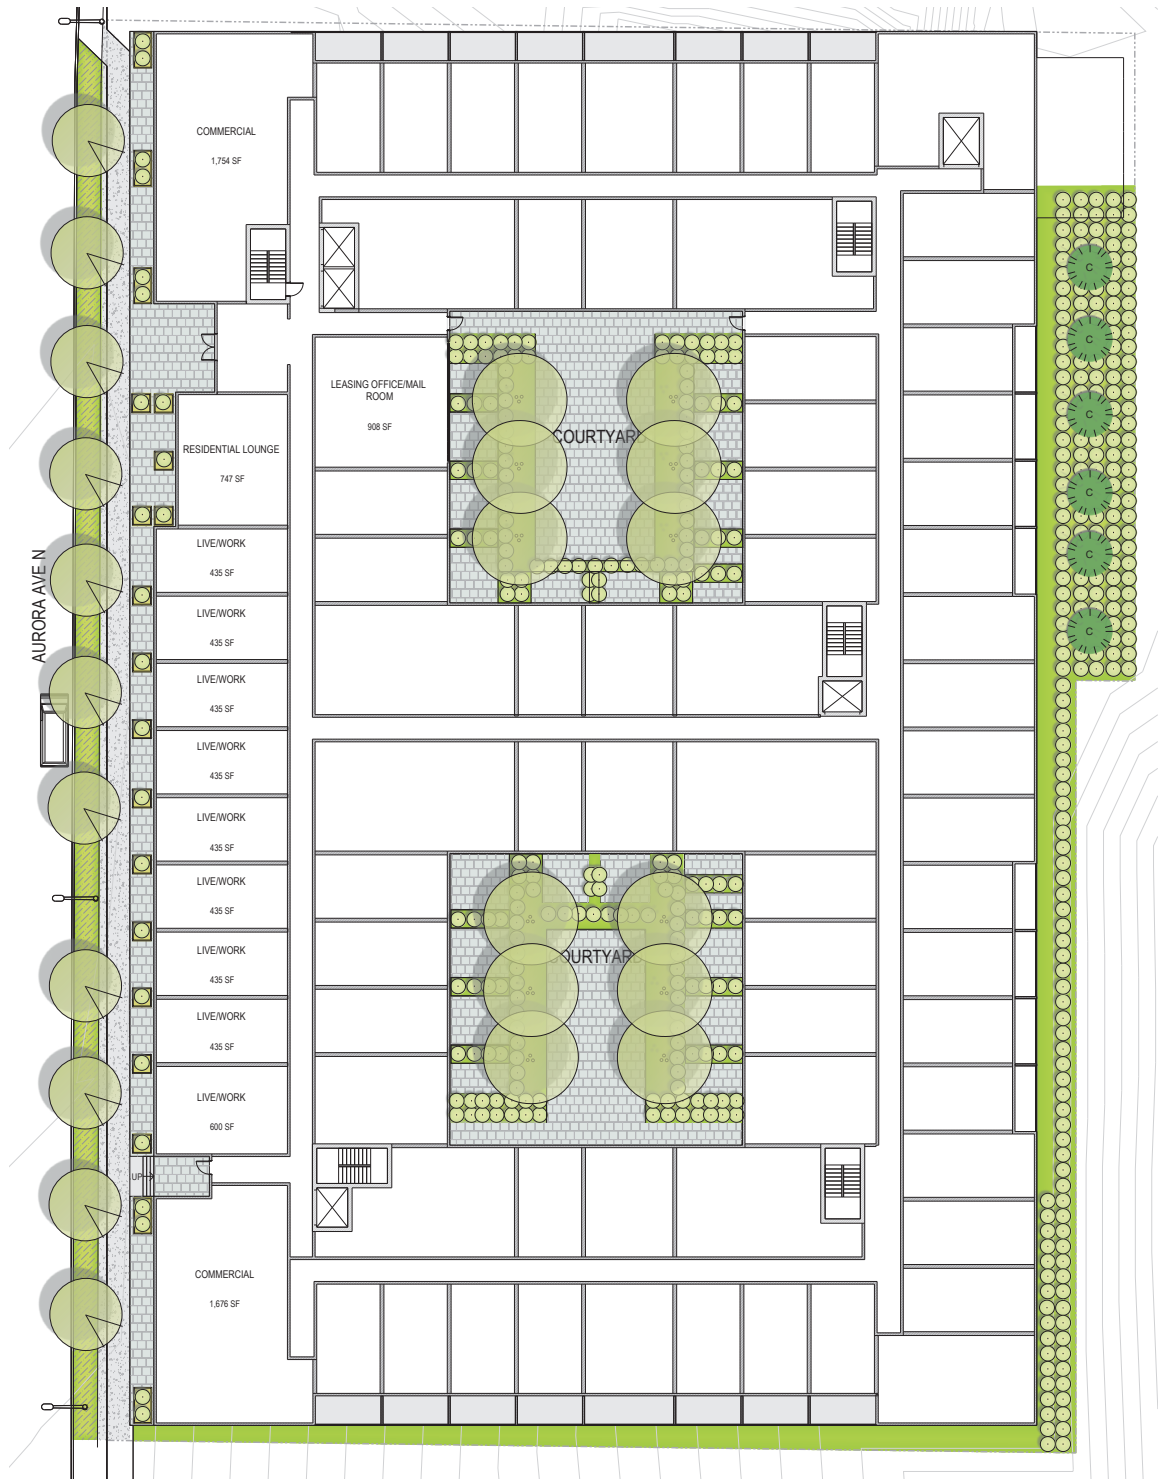 COMMERCIAL
1,754 SF
LEASING OFFICE/MAIL
ROOM
908 SF
COURTYARD
RESIDENTIAL LOUNGE
747 SF
AURORA AVE N
LIVE/WORK
435 SF
LIVE/WORK
435 SF
LIVE/WORK
435 SF
LIVE/WORK
435 SF
LIVE/WORK
435 SF
LIVE/WORK
435 SF
LIVE/WORK
435 SF
LIVE/WORK
435 SF
LIVE/WORK
600 SF
COURTYARD
UP
COMMERCIAL
1,676 SF
C
C
C
C
C
C